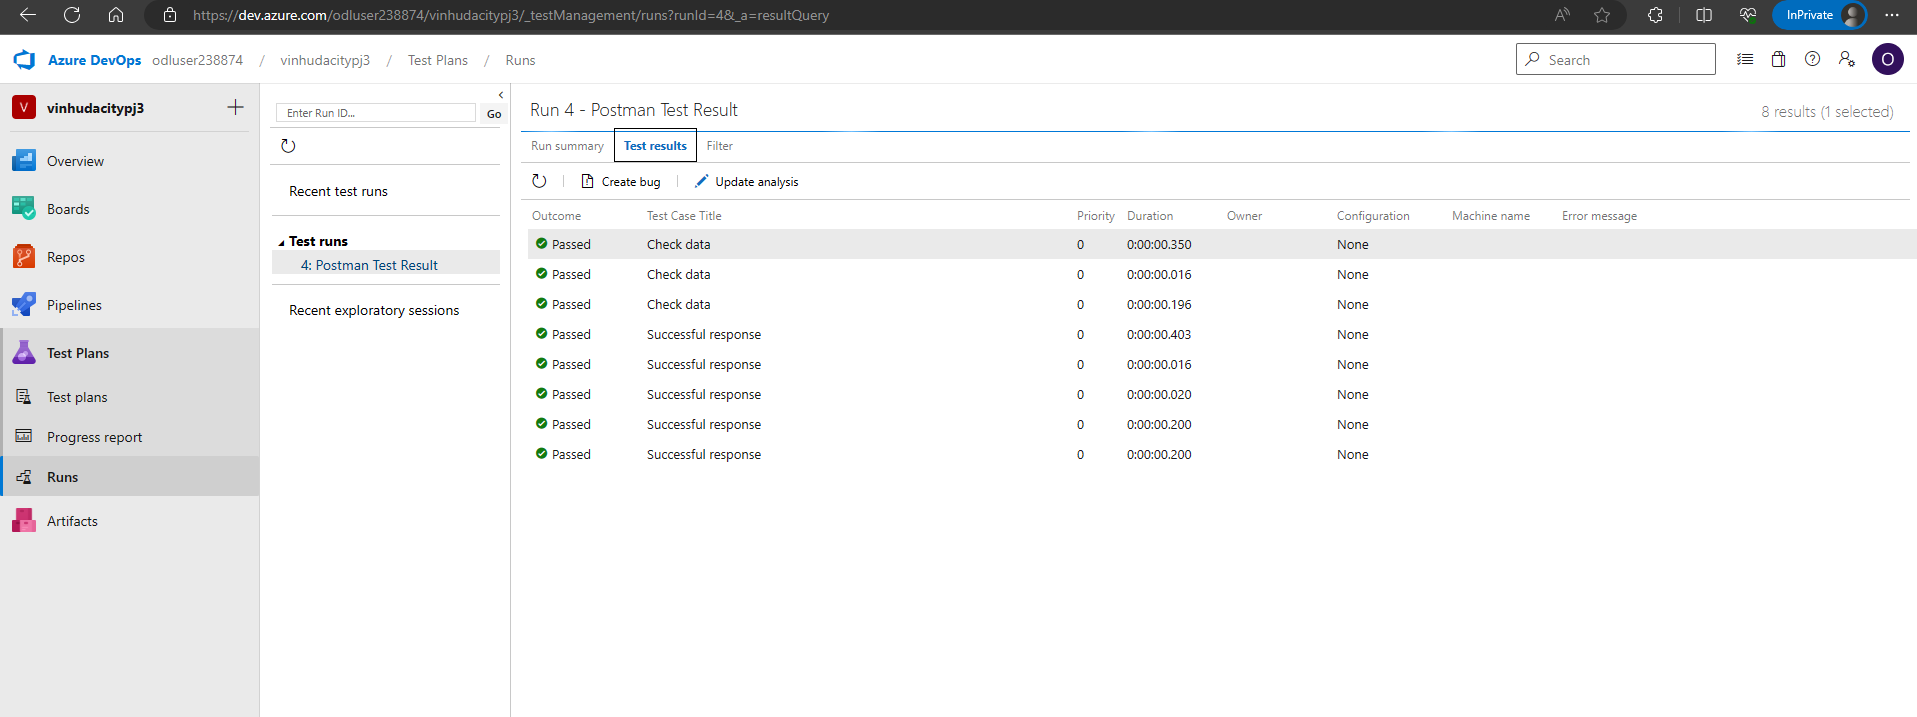 https://dev.azure.com/odluser238874/vinhudacitypj3/_testManagement/runs?runId=4&_a=resultQuery
InPrivate
Azure DevOps odluser238874 / vinhudacitypj3 / Test Plans / Runs
Search
O
V vinhudacitypj3
Overview
Boards
Repos
Pipelines
Test Plans
Test plans
Progress report
Runs
Artifacts
Enter Run ID...
Go
Recent test runs
Test runs
4: Postman Test Result
Recent exploratory sessions
Run 4 - Postman Test Result
8 results (1 selected)
Run summary Test results Filter
Create bug Update analysis
Outcome Test Case Title Priority Duration Owner Configuration Machine name Error message
Passed Check data 0 0:00:00.350 None
Passed Check data 0 0:00:00.016 None
Passed Check data 0 0:00:00.196 None
Passed Successful response 0 0:00:00.403 None
Passed Successful response 0 0:00:00.016 None
Passed Successful response 0 0:00:00.020 None
Passed Successful response 0 0:00:00.200 None
Passed Successful response 0 0:00:00.200 None